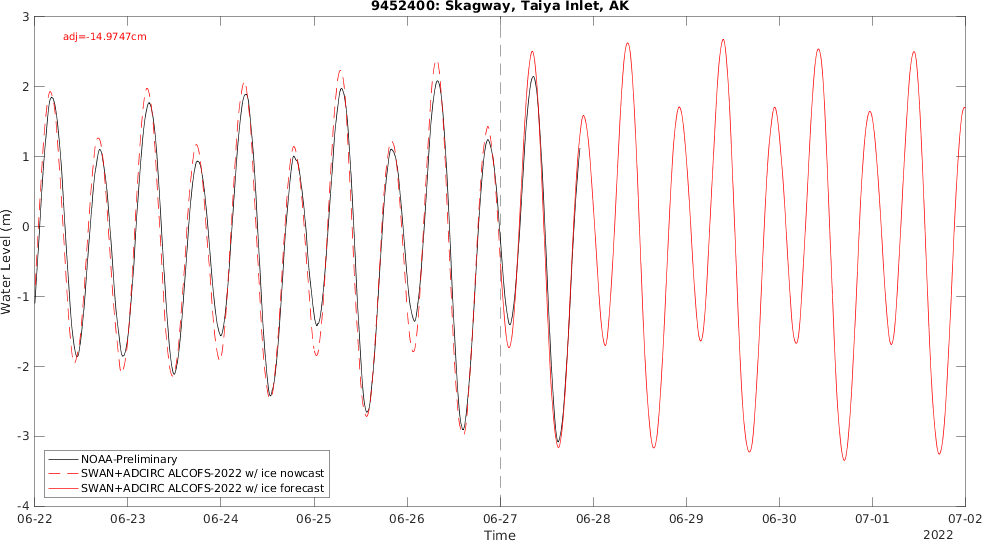 9452400: Skagway, Taiya Inlet, AK
3
adj=-14.9747cm
2
1
0
Water Level (m)
-1
-2
-3
NOAA-Preliminary
SWAN+ADCIRC ALCOFS-2022 w/ ice nowcast
SWAN+ADCIRC ALCOFS-2022 w/ ice forecast
-4
06-22 06-23 06-24 06-25 06-26 06-27 06-28 06-29 06-30 07-01 07-02
Time
2022